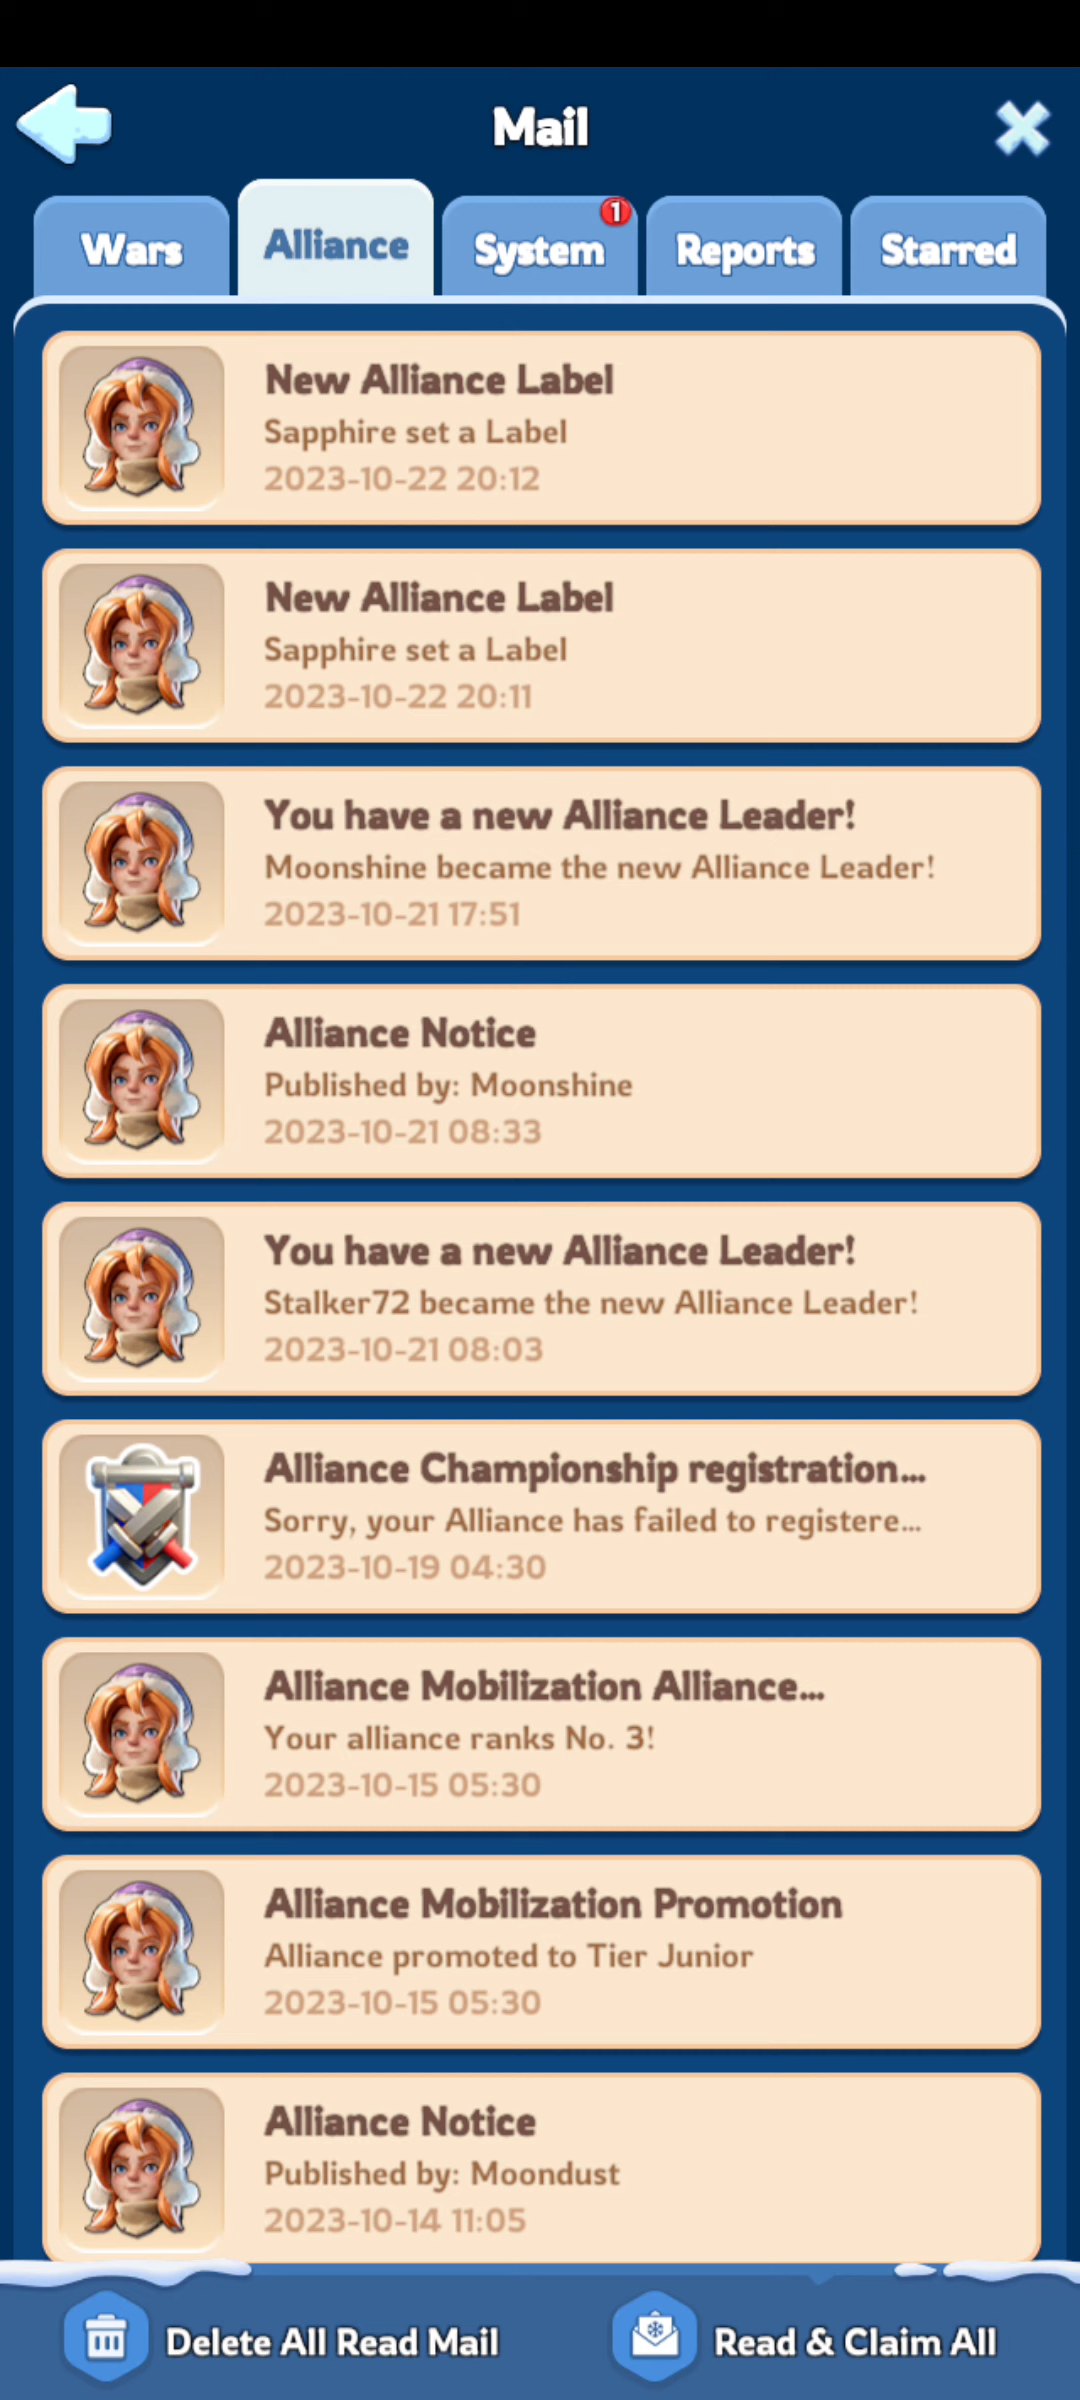 Mail
Wars
Alliance
System
1
Reports
Starred
New Alliance Label
Sapphire set a Label
2023-10-22 20:12
New Alliance Label
Sapphire set a Label
2023-10-22 20:11
You have a new Alliance Leader!
Moonshine became the new Alliance Leader!
2023-10-21 17:51
Alliance Notice
Published by: Moonshine
2023-10-21 08:33
You have a new Alliance Leader!
Stalker72 became the new Alliance Leader!
2023-10-21 08:03
Alliance Championship registration...
Sorry, your Alliance has failed to registere...
2023-10-19 04:30
Alliance Mobilization Alliance...
Your alliance ranks No. 3!
2023-10-15 05:30
Alliance Mobilization Promotion
Alliance promoted to Tier Junior
2023-10-15 05:30
Alliance Notice
Published by: Moondust
2023-10-14 11:05
Delete All Read Mail
Read & Claim All